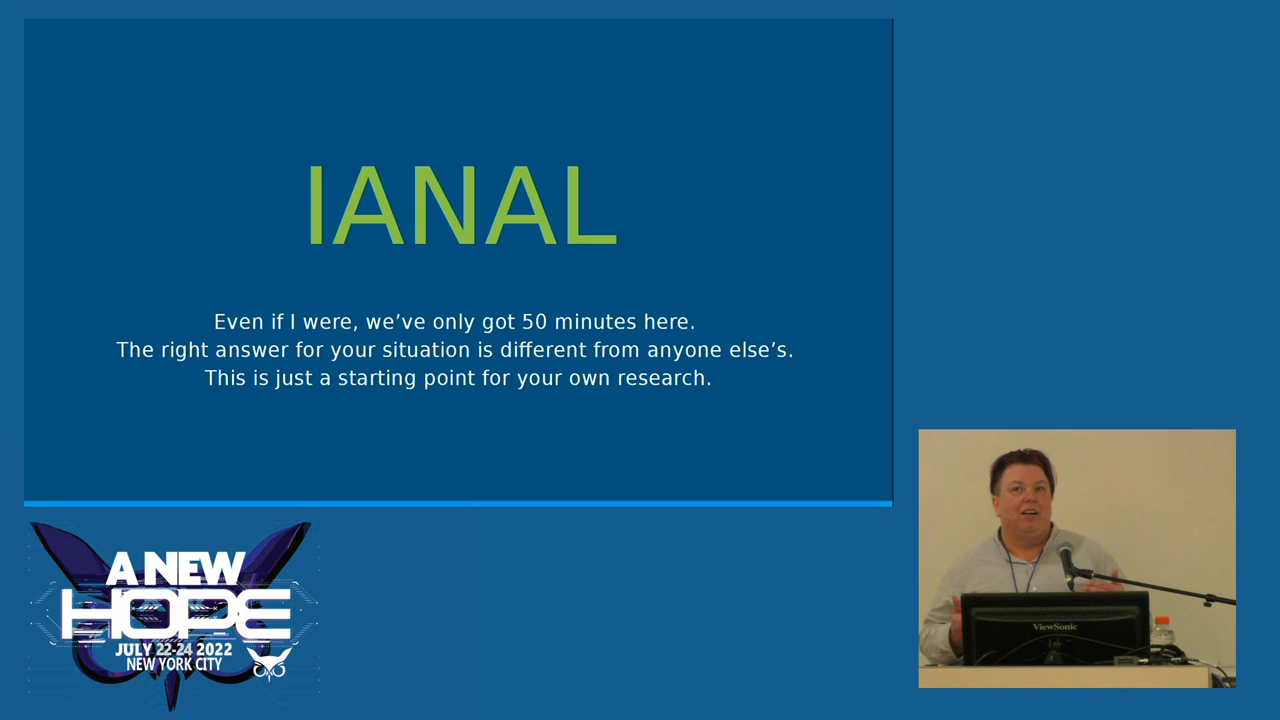 IANAL
Even if I were, we’ve only got 50 minutes here.
The right answer for your situation is different from anyone else’s.
This is just a starting point for your own research.
A NEW
HOPE
JULY 22-24 2022
NEW YORK CITY
ViewSonic